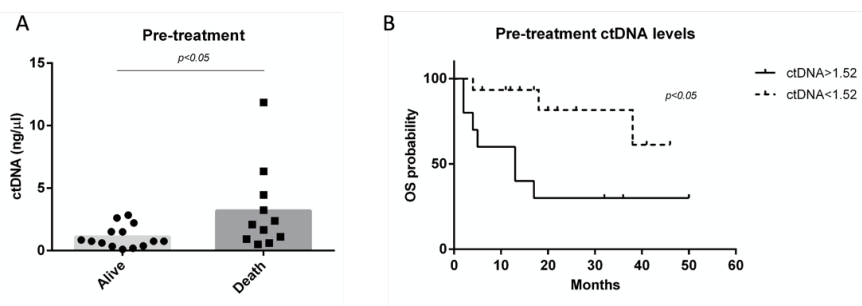 A
Pre-treatment
p<0.05
15
10
5
0
ctDNA (ng/µl)
Alive
Death
B
Pre-treatment ctDNA levels
ctDNA>1.52
ctDNA<1.52
p<0.05
100
50
0
OS probability
0 10 20 30 40 50 60
Months